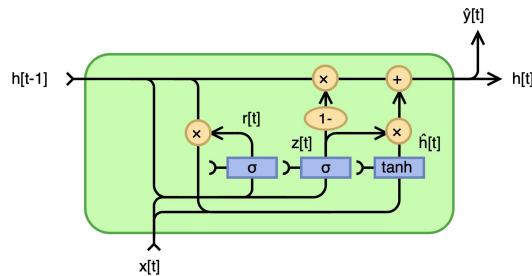 ŷ[t]
h[t-1]
×
+
h[t]
1-
r[t]
z[t]
×
×
ĥ[t]
σ
σ
tanh
x[t]